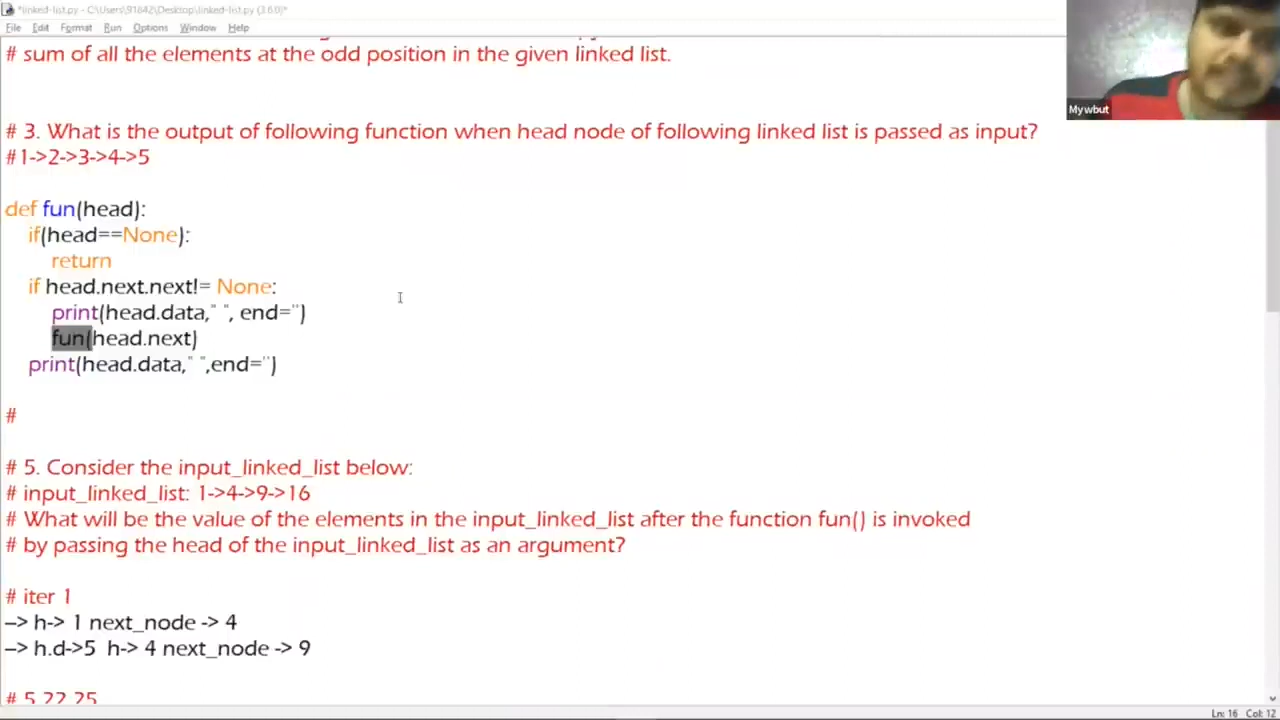 *linked-list.py - C:\Users\91842\Desktop\linked-list.py (3.6.0)*
File Edit Format Run Options Window Help
# sum of all the elements at the odd position in the given linked list.
Mywbut
# 3. What is the output of following function when head node of following linked list is passed as input?
#1->2->3->4->5
def fun(head):
if(head==None):
return
if head.next.next!= None:
print(head.data," ", end='')
fun(head.next)
print(head.data," ",end='')
#
# 5. Consider the input_linked_list below:
# input_linked_list: 1->4->9->16
# What will be the value of the elements in the input_linked_list after the function fun() is invoked
# by passing the head of the input_linked_list as an argument?
# iter 1
--> h-> 1 next_node -> 4
--> h.d->5 h-> 4 next_node -> 9
# 5 22 25
Ln: 16 Col: 12